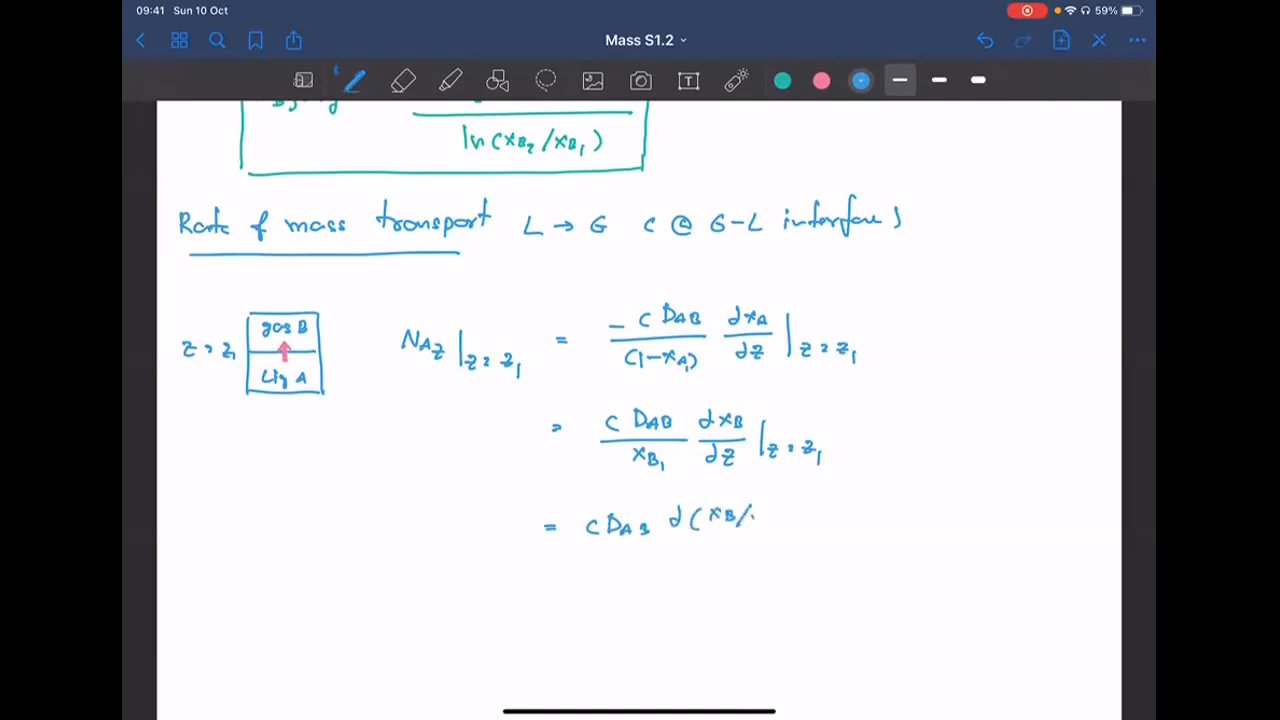 09:41 Sun 10 Oct 59%
Mass S1.2
ln(xB2/xB1)
Rate of mass transport L → G C @ G-L interface)
gas B
z = z1
Liq A
NAz|z=z1 = -C DAB/(1-xA1) dxA/dz|z=z1
= C DAB/xB1 dxB/dz|z=z1
= C DAB d(xB/